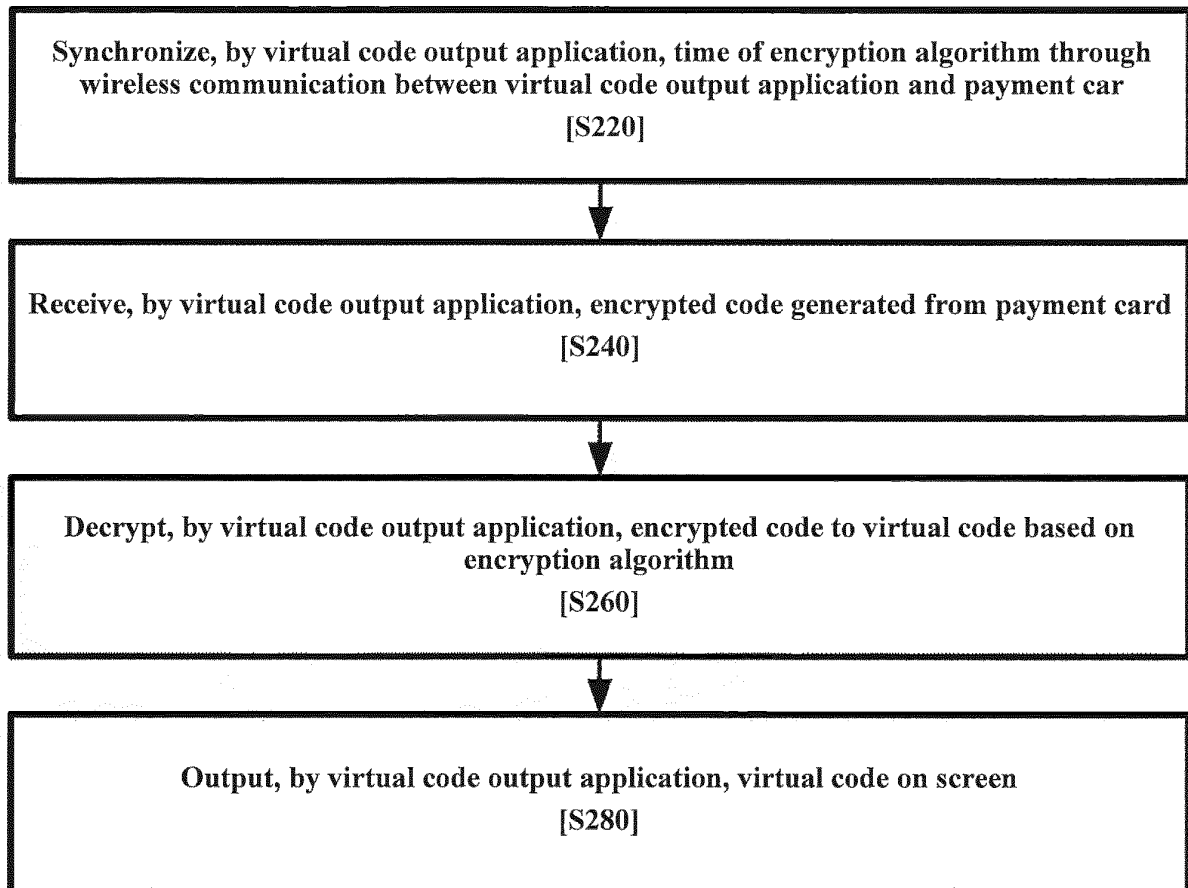 Synchronize, by virtual code output application, time of encryption algorithm through
wireless communication between virtual code output application and payment car
[S220]
Receive, by virtual code output application, encrypted code generated from payment card
[S240]
Decrypt, by virtual code output application, encrypted code to virtual code based on
encryption algorithm
[S260]
Output, by virtual code output application, virtual code on screen
[S280]